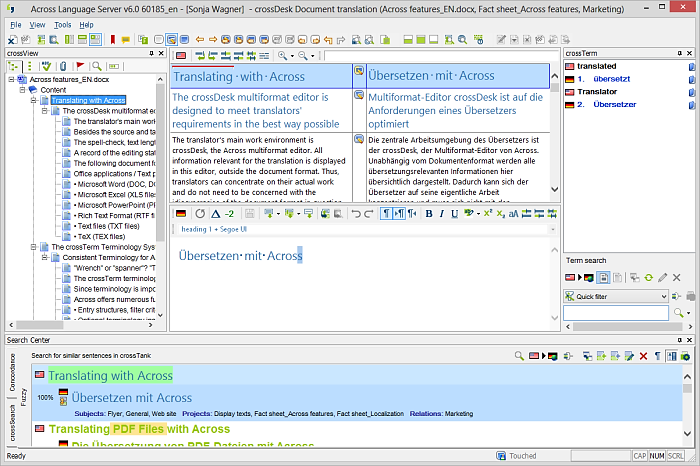 Across Language Server v6.0 60185_en - [Sonja Wagner] - crossDesk Document translation (Across features_EN.docx, Fact sheet_Across features, Marketing)
File View Tools Help
crossView
Across features_EN.docx
Content
Translating with Across
The crossDesk multiformat e
The translator's main wor
Besides the source and ta
The spell-check, text lengt
A record of the editing stat
The following document f
Office applications / Text p
• Microsoft Word (DOC, DO
• Microsoft Excel (XLS files
• Microsoft PowerPoint (PP
• Rich Text Format (RTF fi
• Text files (TXT files)
• TeX (TEX files)
The crossTerm Terminology Sys
Consistent Terminology for A
"Wrench" or "spanner"? "T
The crossTerm terminolog
Since terminology is impo
Across offers numerous fu
• Entry structures, filter crit
Translating·with·Across
Übersetzen·mit·Across
The crossDesk multiformat editor is
designed to meet translators'
requirements in the best way possible
Multiformat-Editor crossDesk ist auf die
Anforderungen eines Übersetzers
optimiert
The translator's main work environment is
crossDesk, the Across multiformat editor. All
information relevant for the translation is displayed
in this editor, outside the document format. Thus,
translators can concentrate on their actual work
and do not need to be concerned with the
Die zentrale Arbeitsumgebung des Übersetzers ist
der crossDesk, der Multiformat-Editor von Across.
Unabhängig vom Dokumentenformat werden alle
übersetzungsrelevanten Informationen hier
übersichtlich dargestellt. Dadurch kann sich der
Übersetzer auf seine eigentliche Arbeit
-2
B I U
x² x₂ aA
heading 1 + Segoe UI
Übersetzen·mit·Across
crossTerm
translated
1. übersetzt
Translator
2. Übersetzer
Term search
Quick filter
Search Center
Concordance
Fuzzy
crossSearch
Search for similar sentences in crossTank
Translating with Across
100% Übersetzen mit Across
Subjects: Flyer, General, Web site Projects: Display texts, Fact sheet_Across features, Fact sheet_Localization Relations: Marketing
Translating PDF Files with Across
Die Übersetzung von PDF-Dateien mit Across
Ready
Touched
CAP NUM SCRL